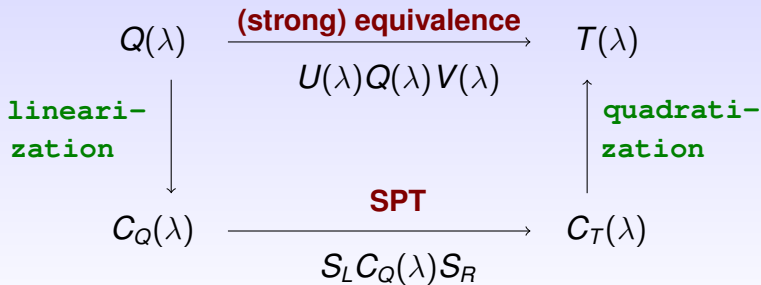 (strong) equivalence
Q(λ) T(λ)
U(λ)Q(λ)V(λ)
lineari-
zation
quadrati-
zation
SPT
C_Q(λ) C_T(λ)
S_L C_Q(λ)S_R